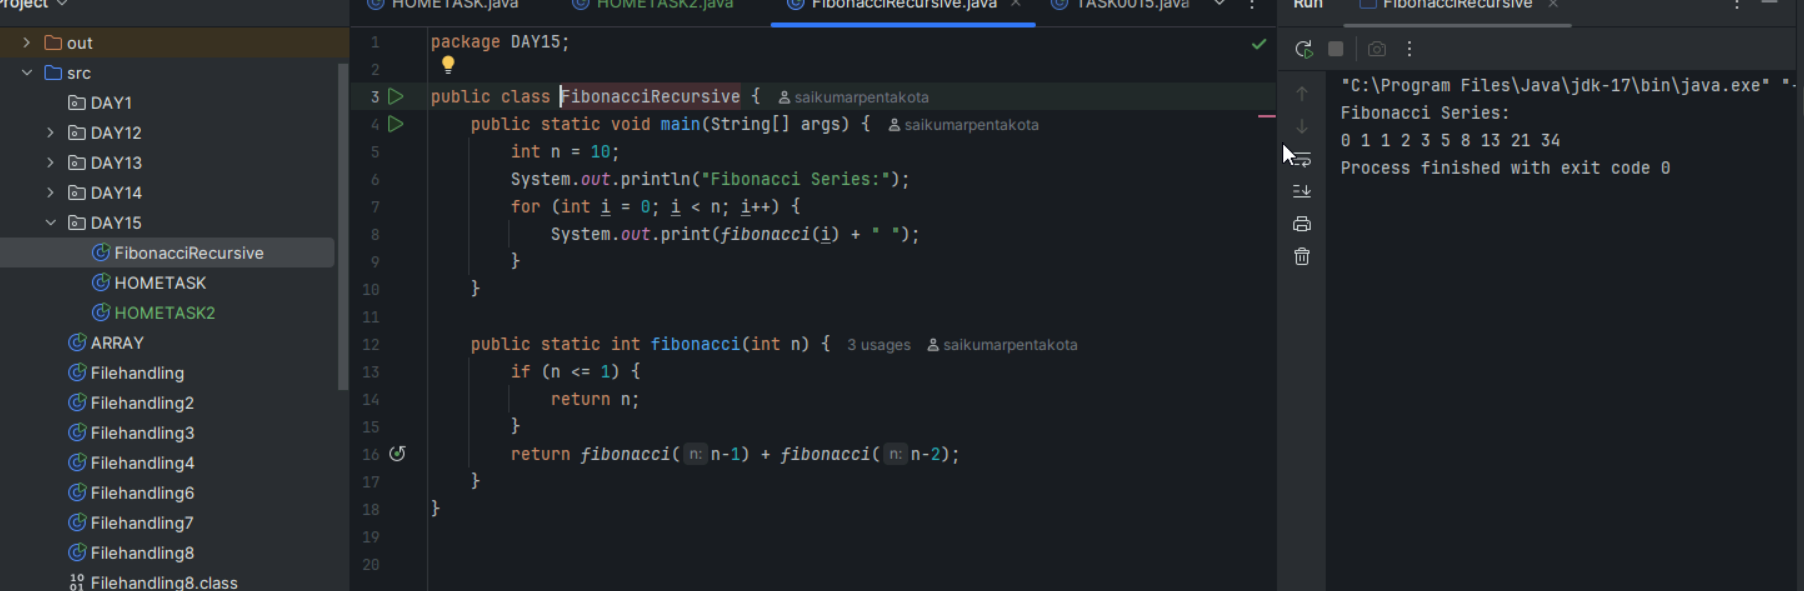 Project
out
src
DAY1
DAY12
DAY13
DAY14
DAY15
FibonacciRecursive
HOMETASK
HOMETASK2
ARRAY
Filehandling
Filehandling2
Filehandling3
Filehandling4
Filehandling6
Filehandling7
Filehandling8
Filehandling8.class
HOMETASK.java HOMETASK2.java FibonacciRecursive.java × TASK0015.java
1 package DAY15;
2
3 public class FibonacciRecursive { saikumarpentakota
4 public static void main(String[] args) { saikumarpentakota
5 int n = 10;
6 System.out.println("Fibonacci Series:");
7 for (int i = 0; i < n; i++) {
8 System.out.print(fibonacci(i) + " ");
9 }
10 }
11
12 public static int fibonacci(int n) { 3 usages saikumarpentakota
13 if (n <= 1) {
14 return n;
15 }
16 return fibonacci( n: n-1) + fibonacci( n: n-2);
17 }
18 }
19
20
Run FibonacciRecursive ×
"C:\Program Files\Java\jdk-17\bin\java.exe" "-
Fibonacci Series:
0 1 1 2 3 5 8 13 21 34
Process finished with exit code 0